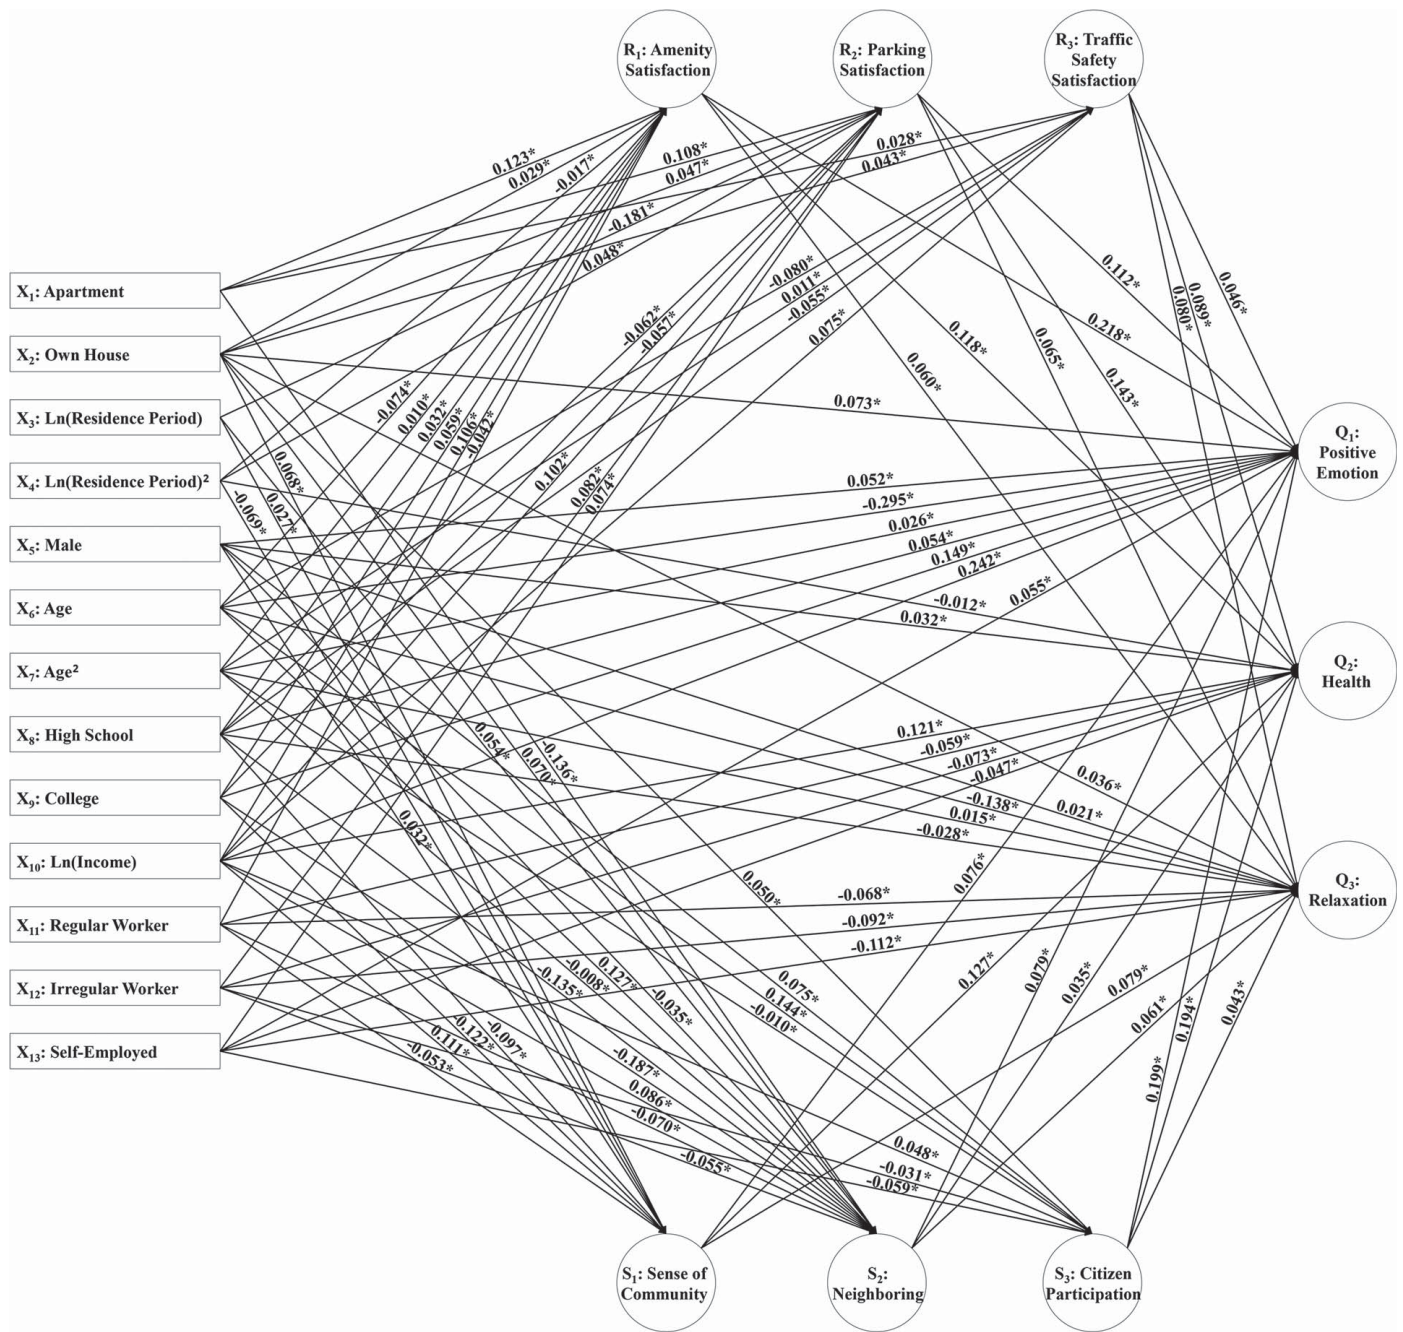 R₁: Amenity
Satisfaction
R₂: Parking
Satisfaction
R₃: Traffic
Safety
Satisfaction
0.123*
0.029*
-0.017*
0.108*
0.047*
0.028*
0.043*
-0.181*
0.048*
-0.080*
0.011*
-0.055*
0.075*
0.112*
0.080*
0.089*
0.046*
X₁: Apartment
X₂: Own House
X₃: Ln(Residence Period)
X₄: Ln(Residence Period)²
X₅: Male
X₆: Age
X₇: Age²
X₈: High School
X₉: College
X₁₀: Ln(Income)
X₁₁: Regular Worker
X₁₂: Irregular Worker
X₁₃: Self-Employed
-0.062*
-0.057*
0.218*
0.118*
0.065*
0.060*
0.143*
-0.074*
0.010*
0.032*
0.059*
0.106*
-0.042*
0.073*
0.068*
0.027*
-0.069*
0.102*
0.082*
0.074*
0.052*
-0.295*
0.026*
0.054*
0.149*
0.242*
0.055*
-0.012*
0.032*
Q₁:
Positive
Emotion
Q₂:
Health
Q₃:
Relaxation
0.054*
0.070*
-0.136*
0.121*
-0.059*
-0.073*
-0.047*
0.036*
-0.138*
0.021*
0.015*
-0.028*
0.032*
0.050*
0.076*
-0.068*
-0.092*
-0.112*
-0.135*
-0.008*
0.127*
-0.035*
0.075*
0.144*
-0.010*
0.127*
0.079*
0.035*
0.079*
0.061*
0.194*
0.043*
0.199*
-0.053*
0.111*
-0.122*
-0.097*
-0.187*
0.086*
-0.070*
-0.055*
0.048*
-0.031*
-0.059*
S₁: Sense of
Community
S₂:
Neighboring
S₃: Citizen
Participation